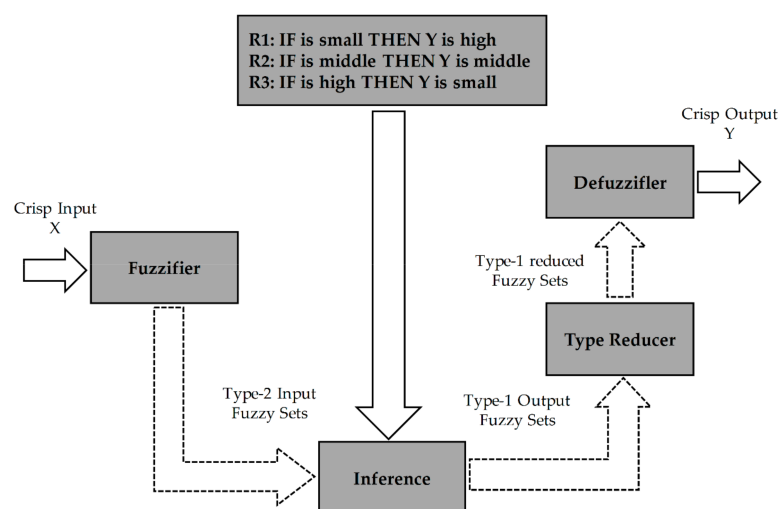 R1: IF is small THEN Y is high
R2: IF is middle THEN Y is middle
R3: IF is high THEN Y is small
Crisp Output
Y
Defuzzifler
Crisp Input
X
Fuzzifier
Type-1 reduced
Fuzzy Sets
Type Reducer
Type-2 Input
Fuzzy Sets
Type-1 Output
Fuzzy Sets
Inference